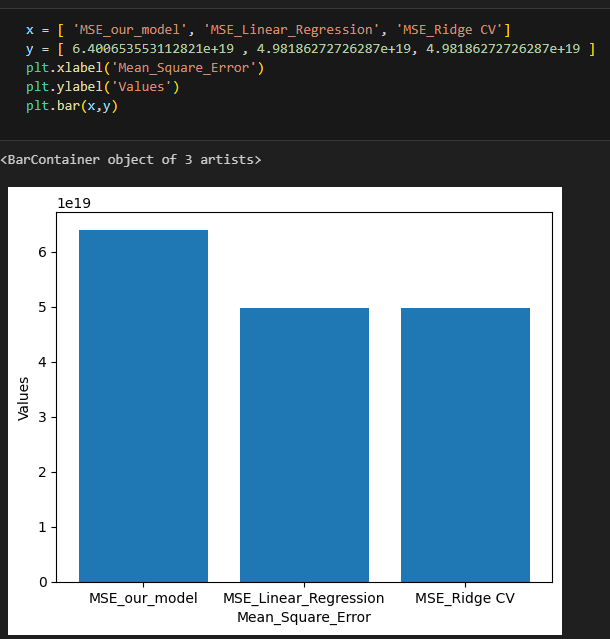 x = [ 'MSE_our_model', 'MSE_Linear_Regression', 'MSE_Ridge CV']
y = [ 6.400653553112821e+19 , 4.98186272726287e+19, 4.98186272726287e+19 ]
plt.xlabel('Mean_Square_Error')
plt.ylabel('Values')
plt.bar(x,y)
<BarContainer object of 3 artists>
1e19
6
5
4
3
2
1
0
Values
MSE_our_model MSE_Linear_Regression MSE_Ridge CV
Mean_Square_Error